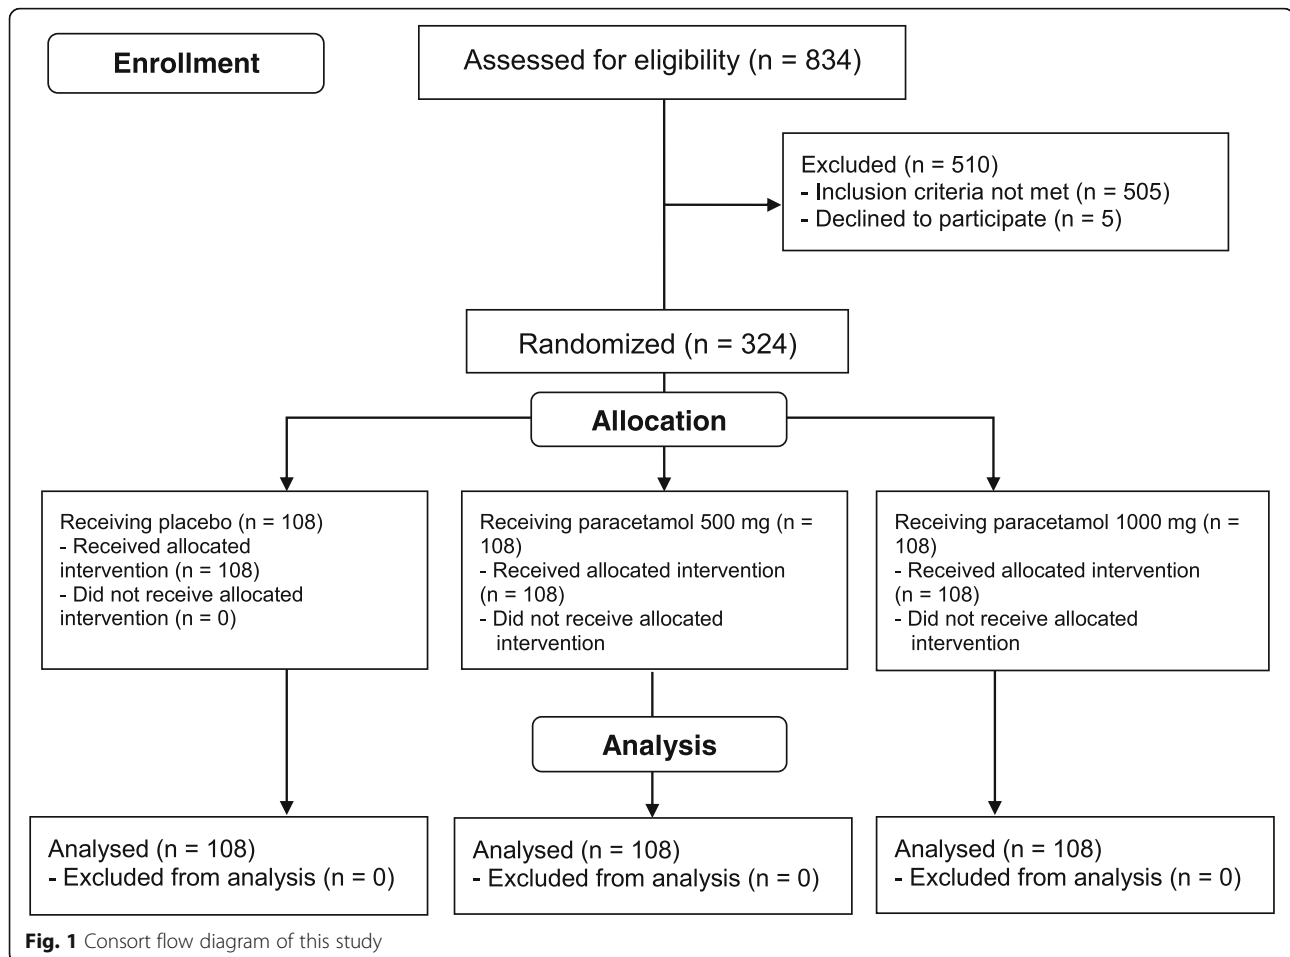 Enrollment
Assessed for eligibility (n = 834)
Excluded (n = 510)
- Inclusion criteria not met (n = 505)
- Declined to participate (n = 5)
Randomized (n = 324)
Allocation
Receiving placebo (n = 108)
- Received allocated
intervention (n = 108)
- Did not receive allocated
intervention (n = 0)
Receiving paracetamol 500 mg (n =
108)
- Received allocated intervention
(n = 108)
- Did not receive allocated
intervention
Receiving paracetamol 1000 mg (n =
108)
- Received allocated intervention
(n = 108)
- Did not receive allocated
intervention
Analysis
Analysed (n = 108)
- Excluded from analysis (n = 0)
Analysed (n = 108)
- Excluded from analysis (n = 0)
Analysed (n = 108)
- Excluded from analysis (n = 0)
Fig. 1 Consort flow diagram of this study